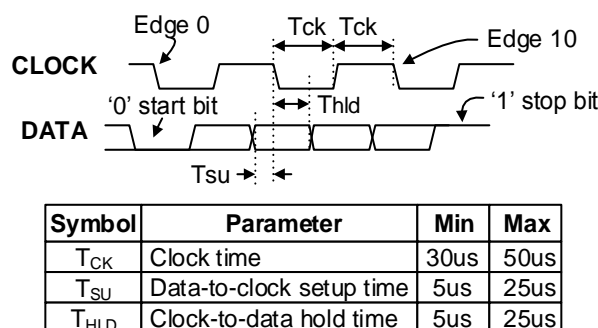 Edge 0
Tck Tck
Edge 10
CLOCK
'0' start bit
Thld
'1' stop bit
DATA
Tsu
Symbol Parameter Min Max
TCK Clock time 30us 50us
TSU Data-to-clock setup time 5us 25us
THLD Clock-to-data hold time 5us 25us